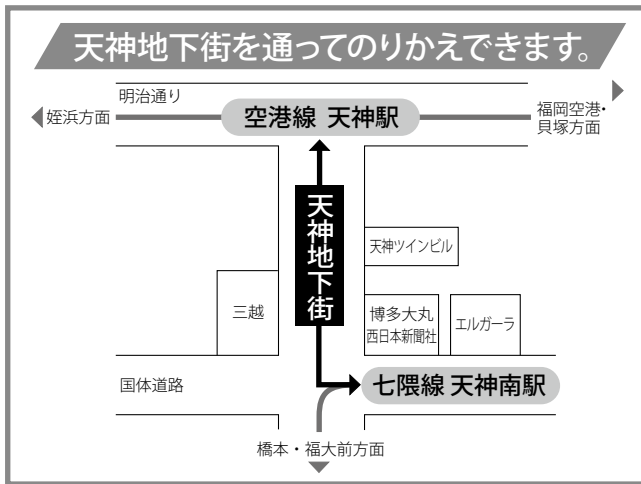 天神地下街を通ってのりかえできます。
明治通り
姪浜方面
空港線 天神駅
福岡空港・
貝塚方面
天神地下街
天神ツインビル
三越
博多大丸
西日本新聞社
エルガーラ
国体道路
七隈線 天神南駅
橋本・福大前方面